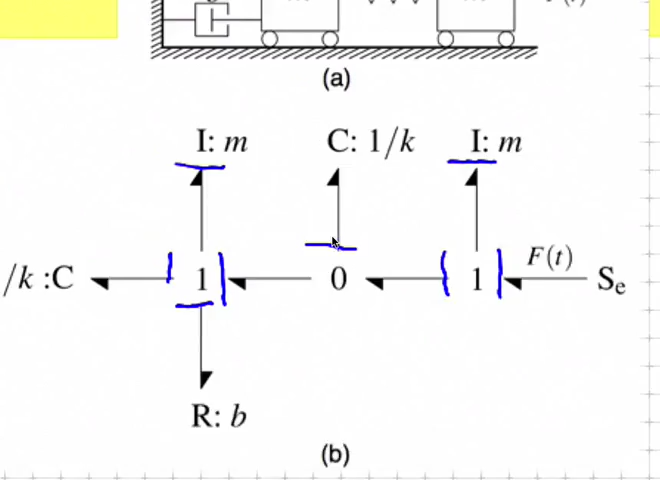 (a)
I: m C: 1/k I: m
/k :C 1 0 1 F(t) Sₑ
R: b
(b)